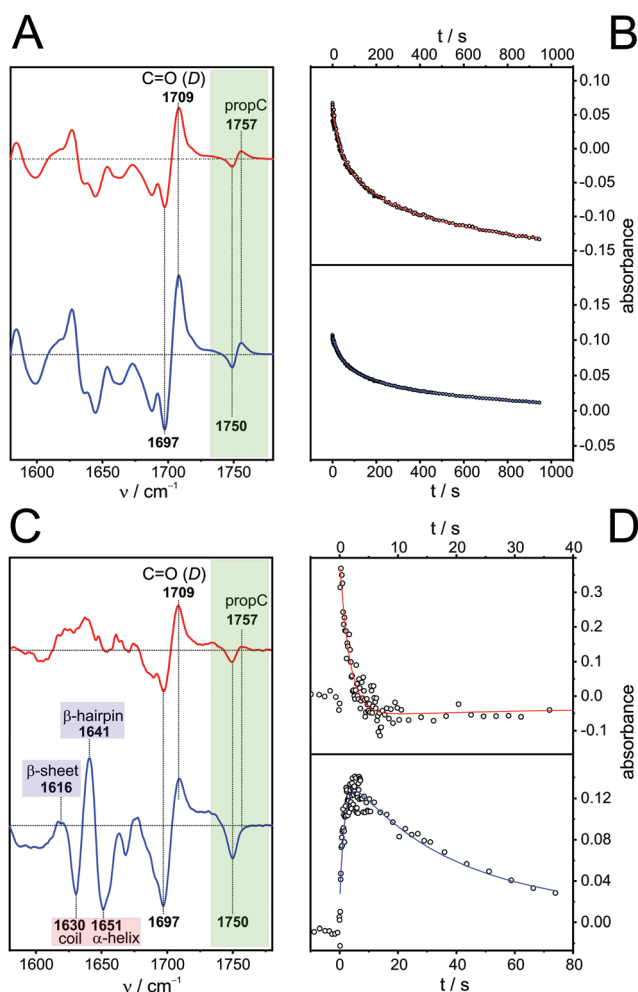 A
C=O (D)
1709
propC
1757
1697
1750
1600 1650 1700 1750
ν / cm⁻¹
B
t / s
0 200 400 600 800 1000
0.10
0.05
0.00
-0.05
-0.10
-0.15
0.15
0.10
0.05
0.00
-0.05
absorbance
0 200 400 600 800 1000
t / s
C
C=O (D)
1709
propC
1757
β-hairpin
1641
β-sheet
1616
1630 1651
coil α-helix
1697
1750
1600 1650 1700 1750
ν / cm⁻¹
D
t / s
0 10 20 30 40
0.3
0.2
0.1
0.0
-0.1
0.12
0.08
0.04
0.00
absorbance
0 20 40 60 80
t / s